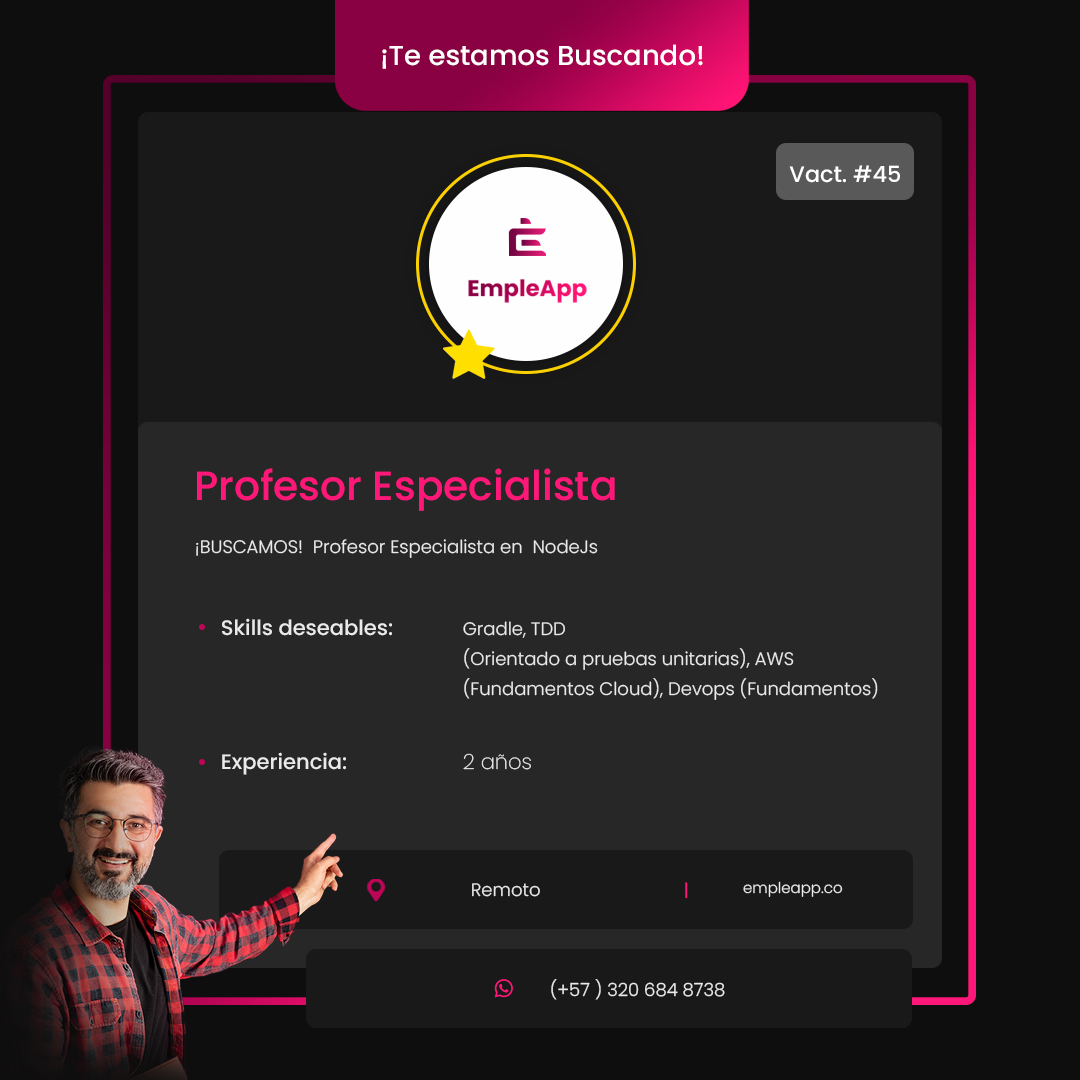 ¡Te estamos Buscando!
Vact. #45
EmpleApp
Profesor Especialista
¡BUSCAMOS! Profesor Especialista en NodeJs
Skills deseables:
Gradle, TDD
(Orientado a pruebas unitarias), AWS
(Fundamentos Cloud), Devops (Fundamentos)
Experiencia:
2 años
Remoto | empleapp.co
(+57 ) 320 684 8738